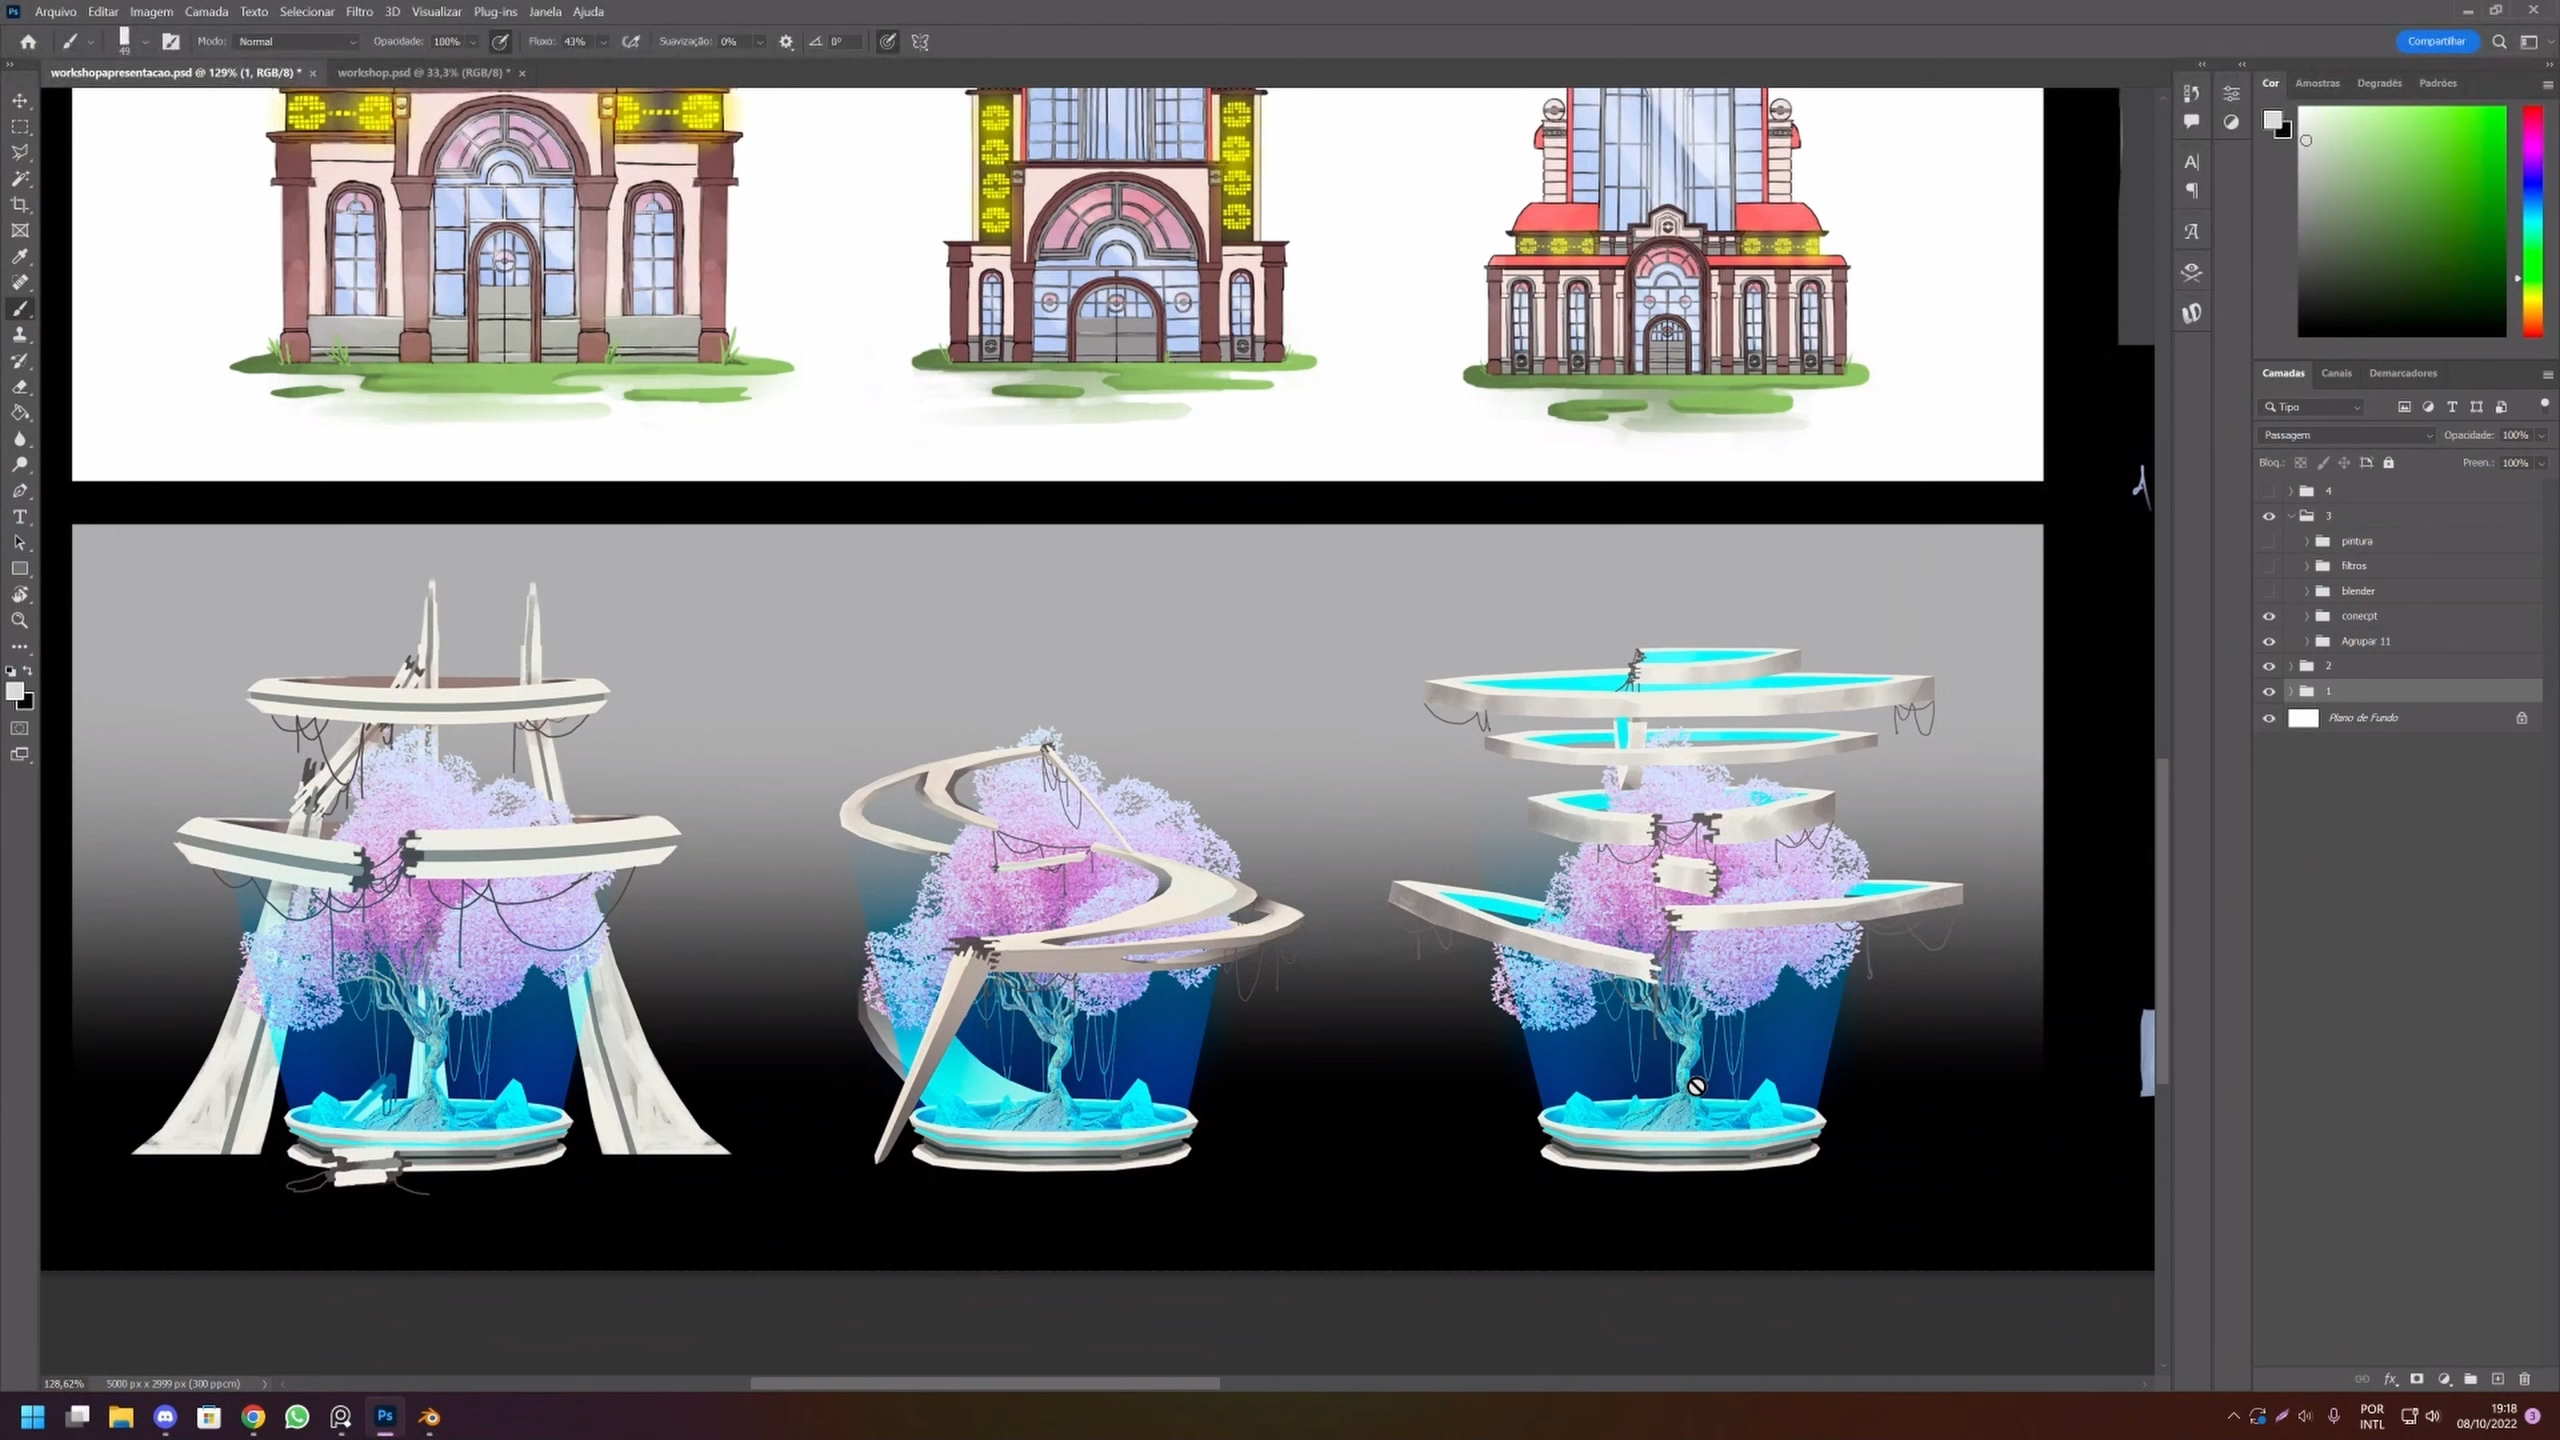 Ps Arquivo Editar Imagem Camada Texto Selecionar Filtro 3D Visualizar Plug-ins Janela Ajuda
49 Modo: Normal Opacidade: 100% Fluxo: 43% Suavização: 0% 0° Compartilhar
workshopapresentacao.psd @ 129% (1, RGB/8) * × workshop.psd @ 33,3% (RGB/8) * ×
Cor Amostras Degradês Padrões
Camadas Canais Demarcadores
Tipo
Passagem Opacidade: 100%
Bloq.: Preen.: 100%
4
3
pintura
filtros
blender
conecpt
Agrupar 11
2
1
Plano de Fundo
128,62% 5000 px x 2999 px (300 ppcm)
Ps POR 19:18
INTL 08/10/2022 3